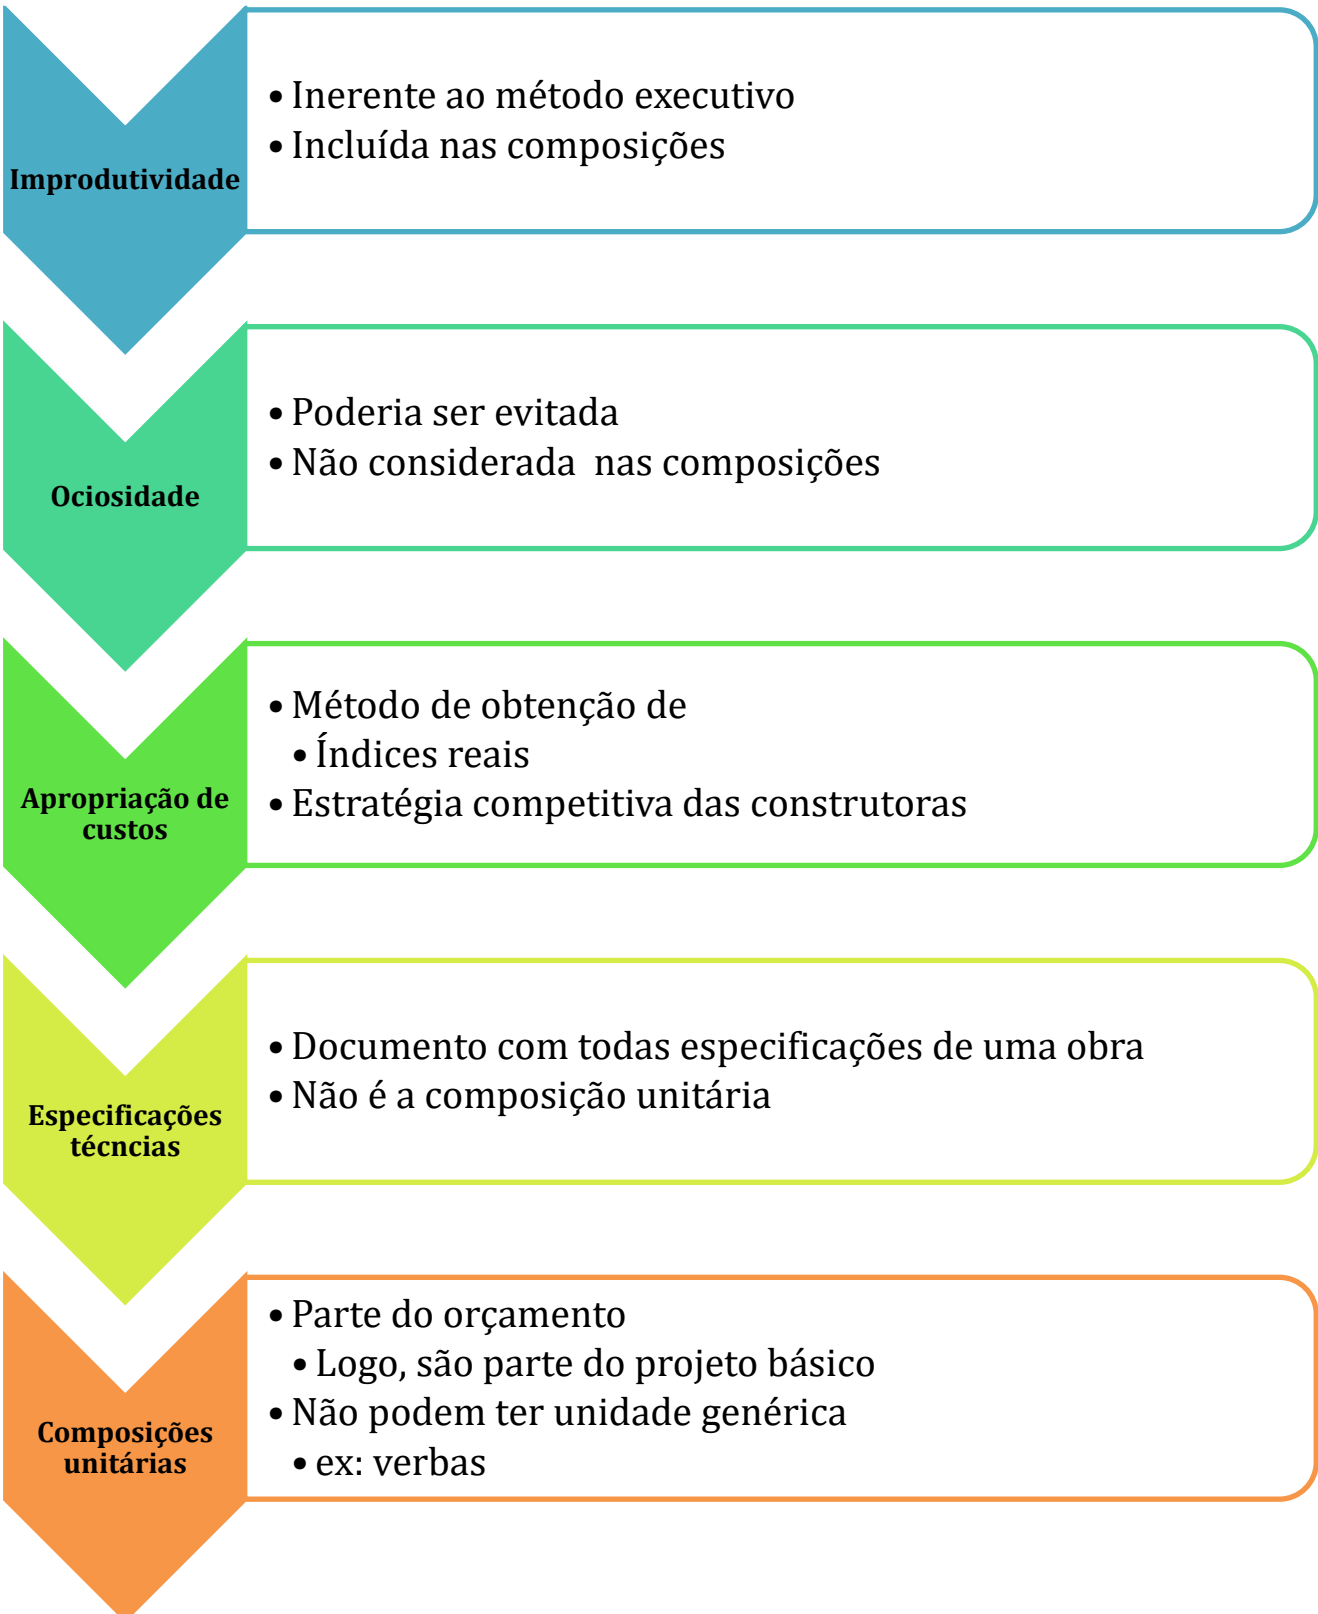 Improdutividade
• Inerente ao método executivo
• Incluída nas composições
Ociosidade
• Poderia ser evitada
• Não considerada  nas composições
Apropriação de
custos
• Método de obtenção de
• Índices reais
• Estratégia competitiva das construtoras
Especificações
técncias
• Documento com todas especificações de uma obra
• Não é a composição unitária
Composições
unitárias
• Parte do orçamento
• Logo, são parte do projeto básico
• Não podem ter unidade genérica
• ex: verbas